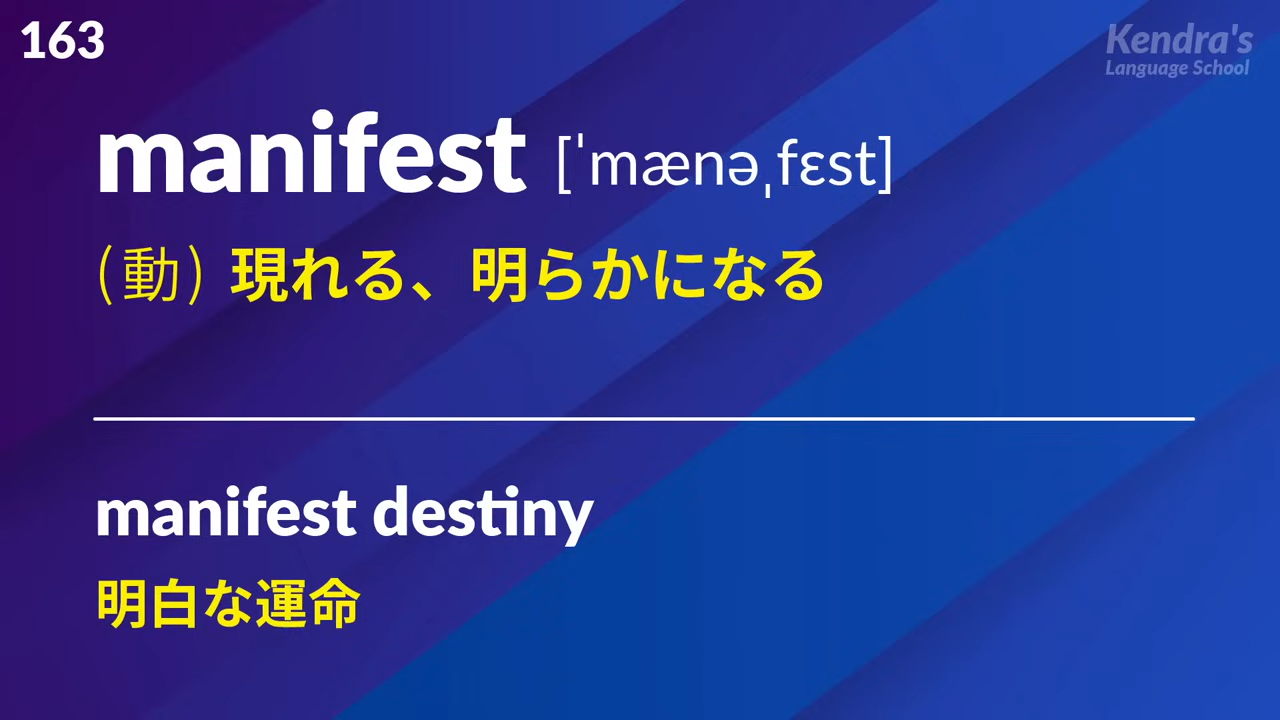 163
Kendra's
Language School
manifest [ˈmænəˌfɛst]
(動) 現れる、明らかになる
manifest destiny
明白な運命